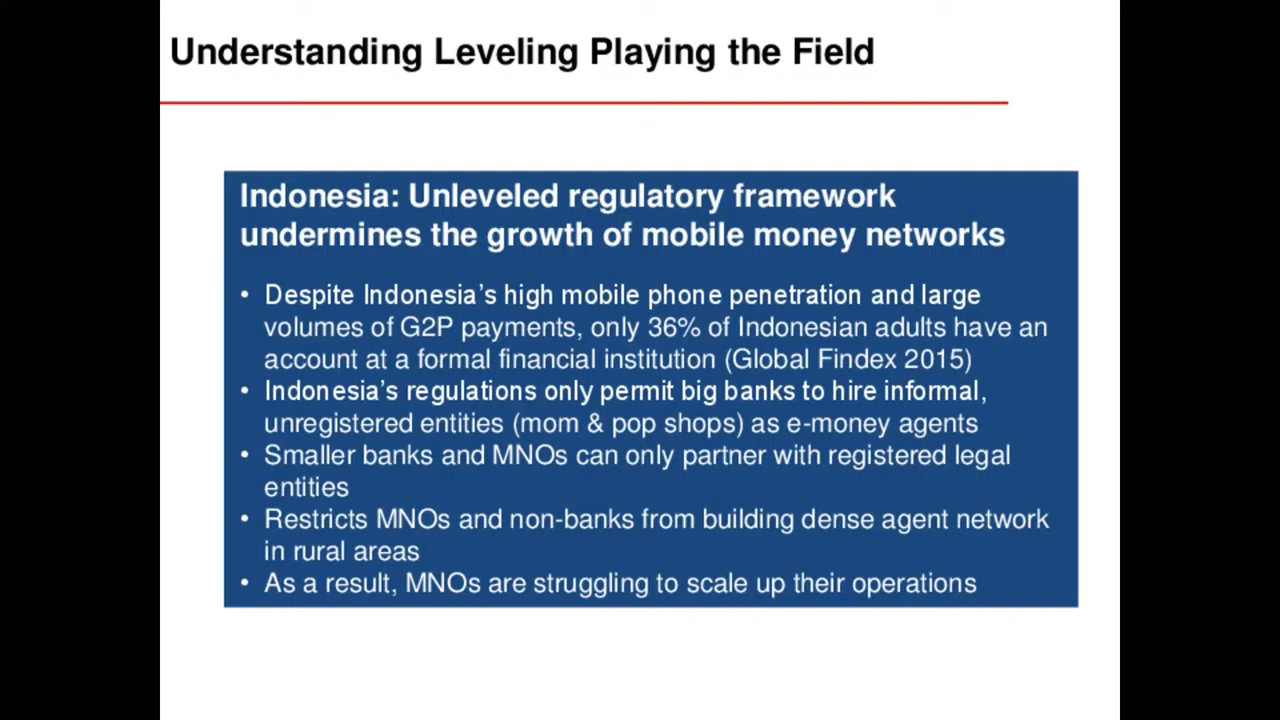 Understanding Leveling Playing the Field
Indonesia: Unleveled regulatory framework
undermines the growth of mobile money networks
• Despite Indonesia’s high mobile phone penetration and large
volumes of G2P payments, only 36% of Indonesian adults have an
account at a formal financial institution (Global Findex 2015)
• Indonesia’s regulations only permit big banks to hire informal,
unregistered entities (mom & pop shops) as e-money agents
• Smaller banks and MNOs can only partner with registered legal
entities
• Restricts MNOs and non-banks from building dense agent network
in rural areas
• As a result, MNOs are struggling to scale up their operations